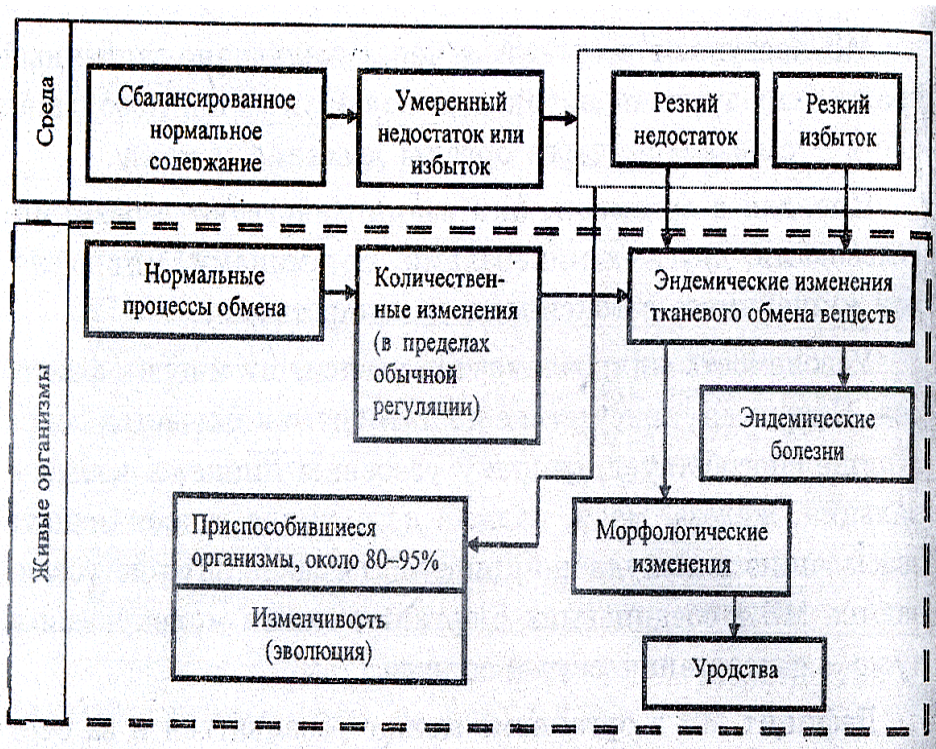 Среда
Сбалансированное
нормальное
содержание
Умеренный
недостаток или
избыток
Резкий
недостаток
Резкий
избыток
Живые организмы
Нормальные
процессы обмена
Количествен-
ные изменения
(в пределах
обычной
регуляции)
Эндемические изменения
тканевого обмена веществ
Эндемические
болезни
Приспособившиеся
организмы, около 80–95%
Изменчивость
(эволюция)
Морфологические
изменения
Уродства